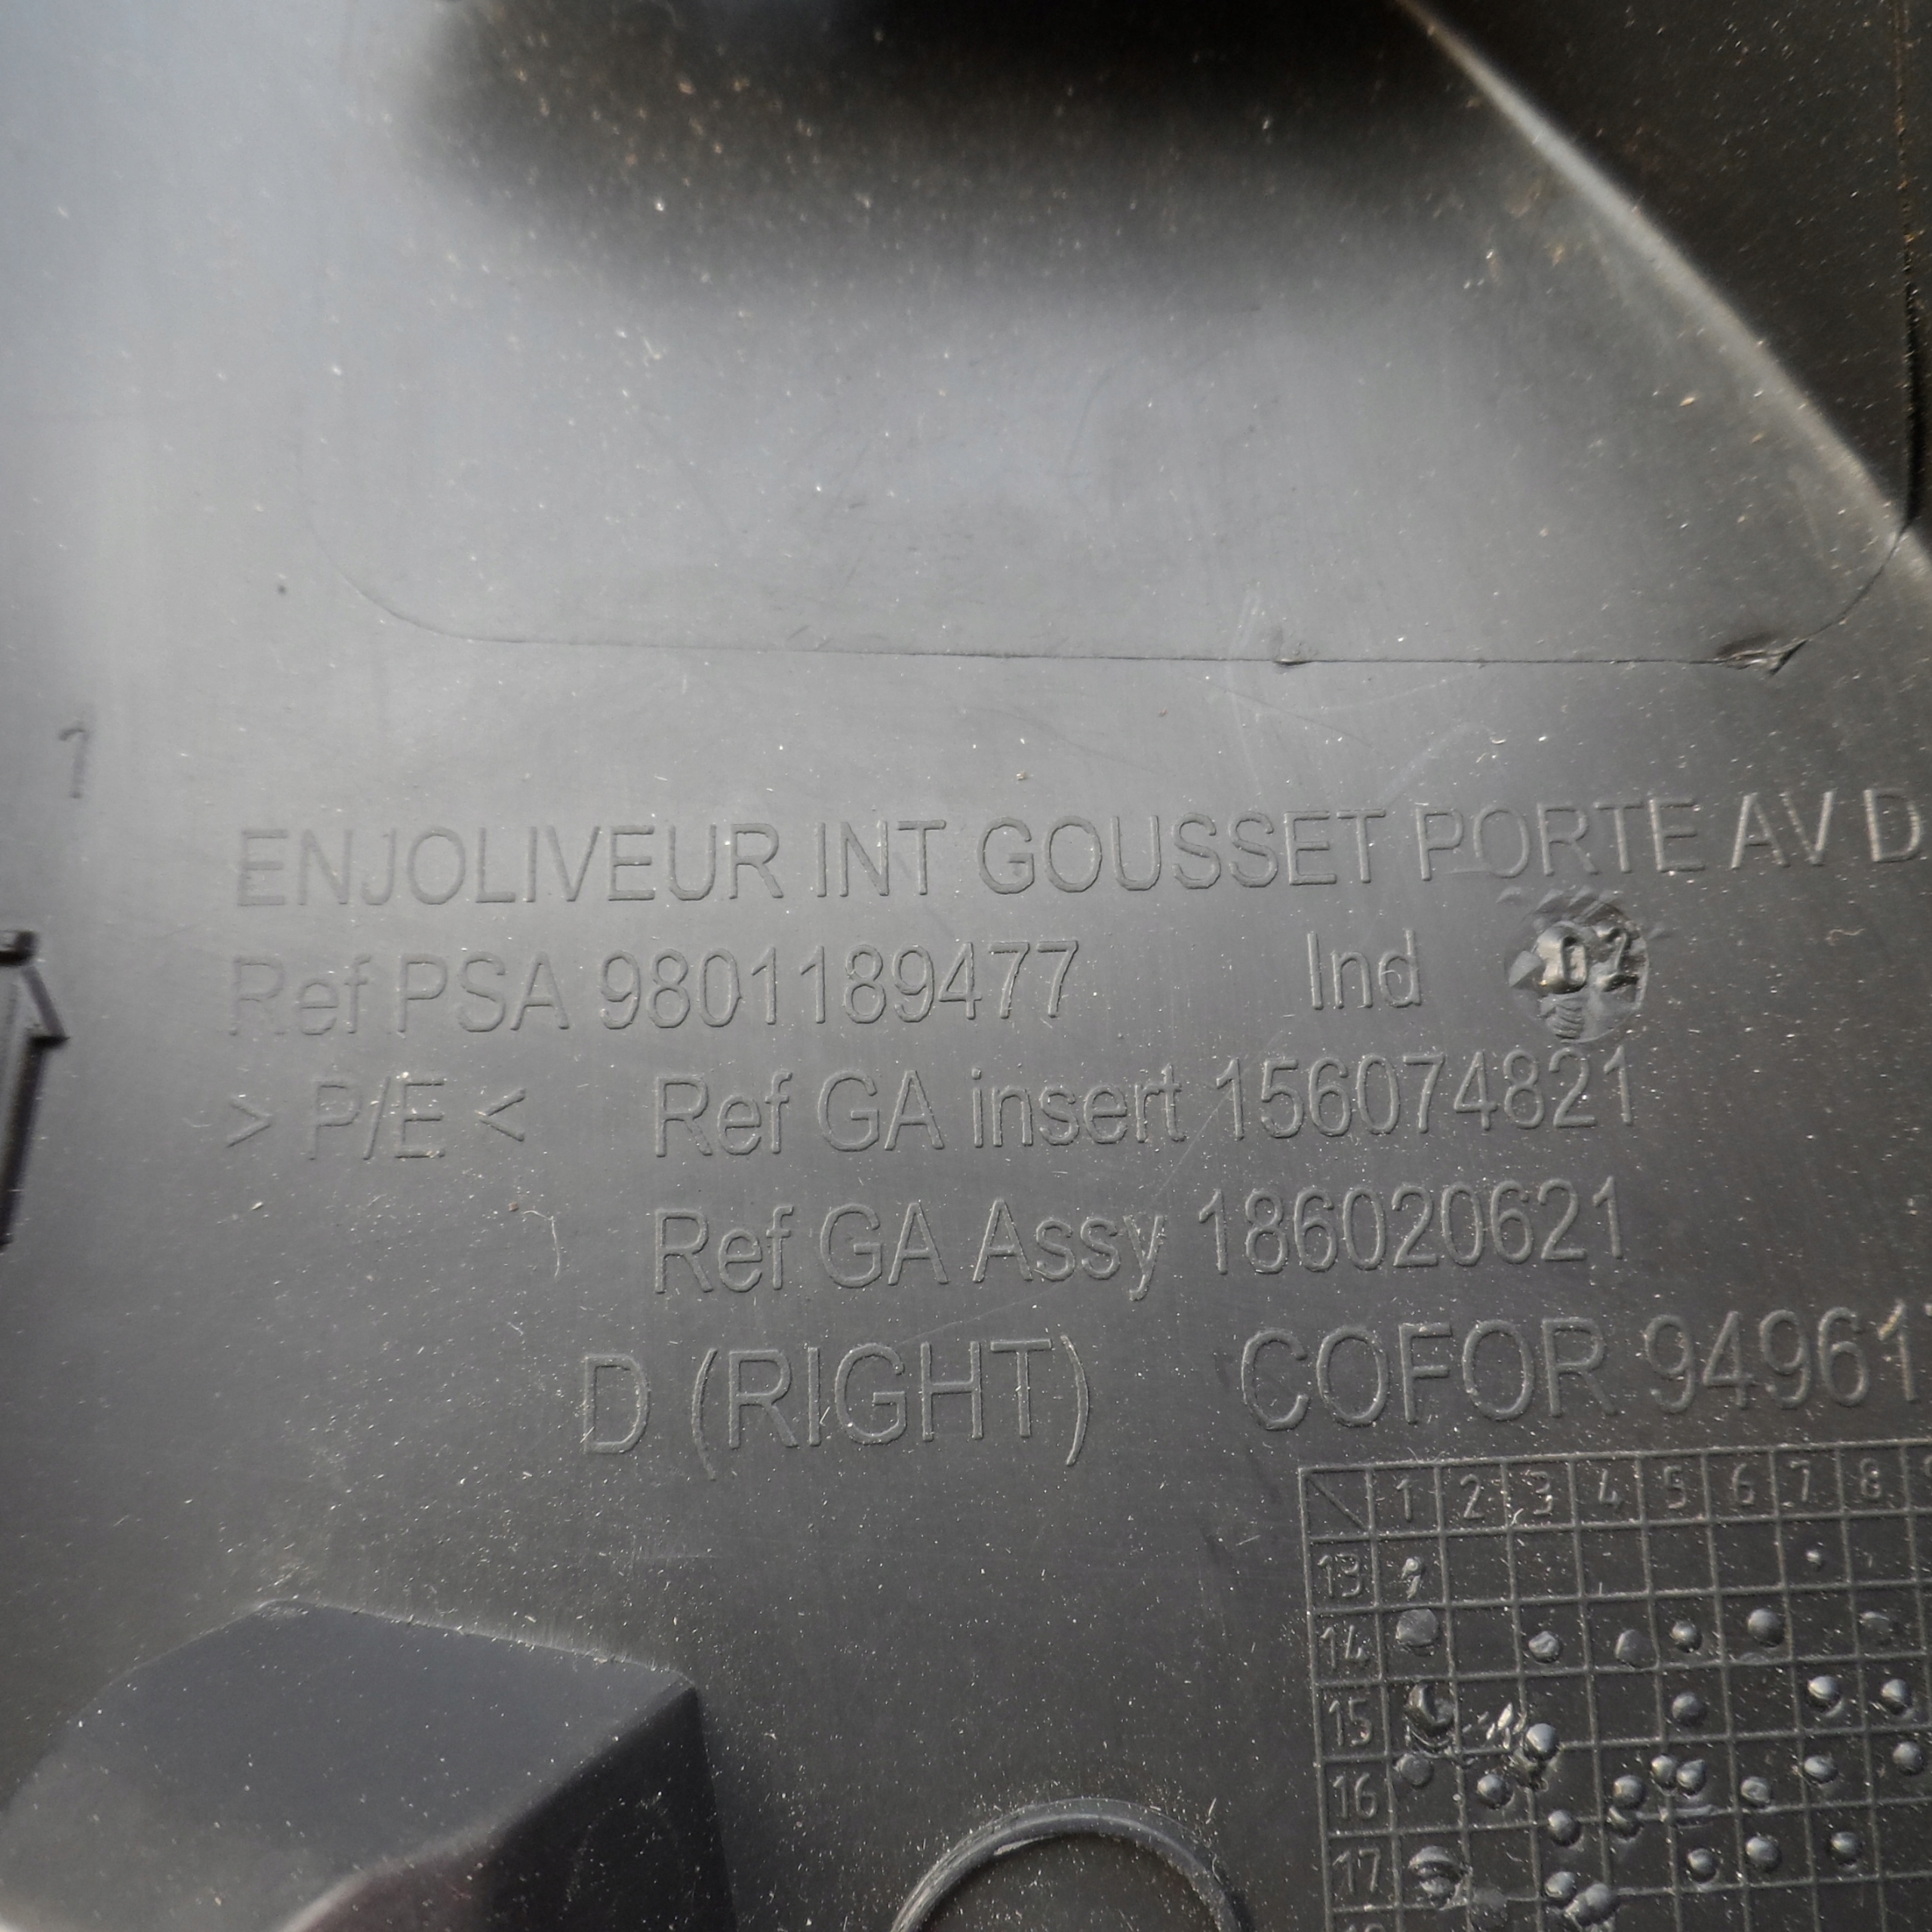 1
ENJOLIVEUR INT GOUSSET PORTE AV D
Ref PSA 9801189477 Ind 02
> P/E < Ref GA insert 156074821
Ref GA Assy 186020621
D (RIGHT) COFOR 94961
1 2 3 4 5 6 7 8
13
14
15
16
17